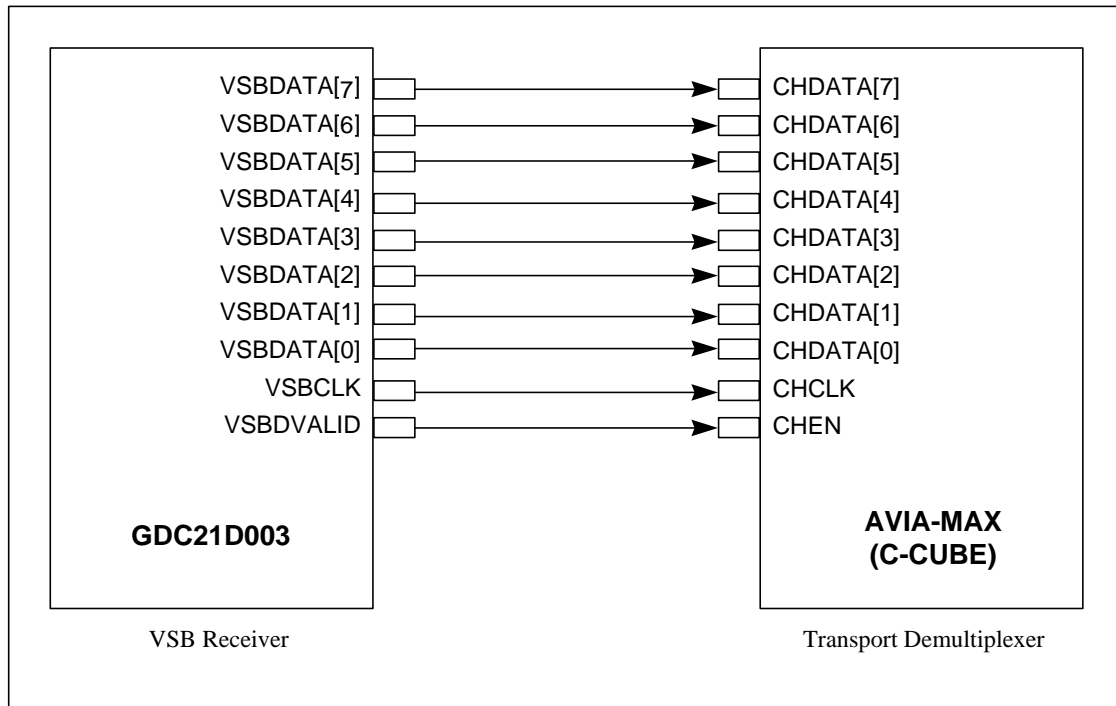 VSBDATA[7] CHDATA[7]
VSBDATA[6] CHDATA[6]
VSBDATA[5] CHDATA[5]
VSBDATA[4] CHDATA[4]
VSBDATA[3] CHDATA[3]
VSBDATA[2] CHDATA[2]
VSBDATA[1] CHDATA[1]
VSBDATA[0] CHDATA[0]
VSBCLK CHCLK
VSBDVALID CHEN
GDC21D003
AVIA-MAX
(C-CUBE)
VSB Receiver Transport Demultiplexer